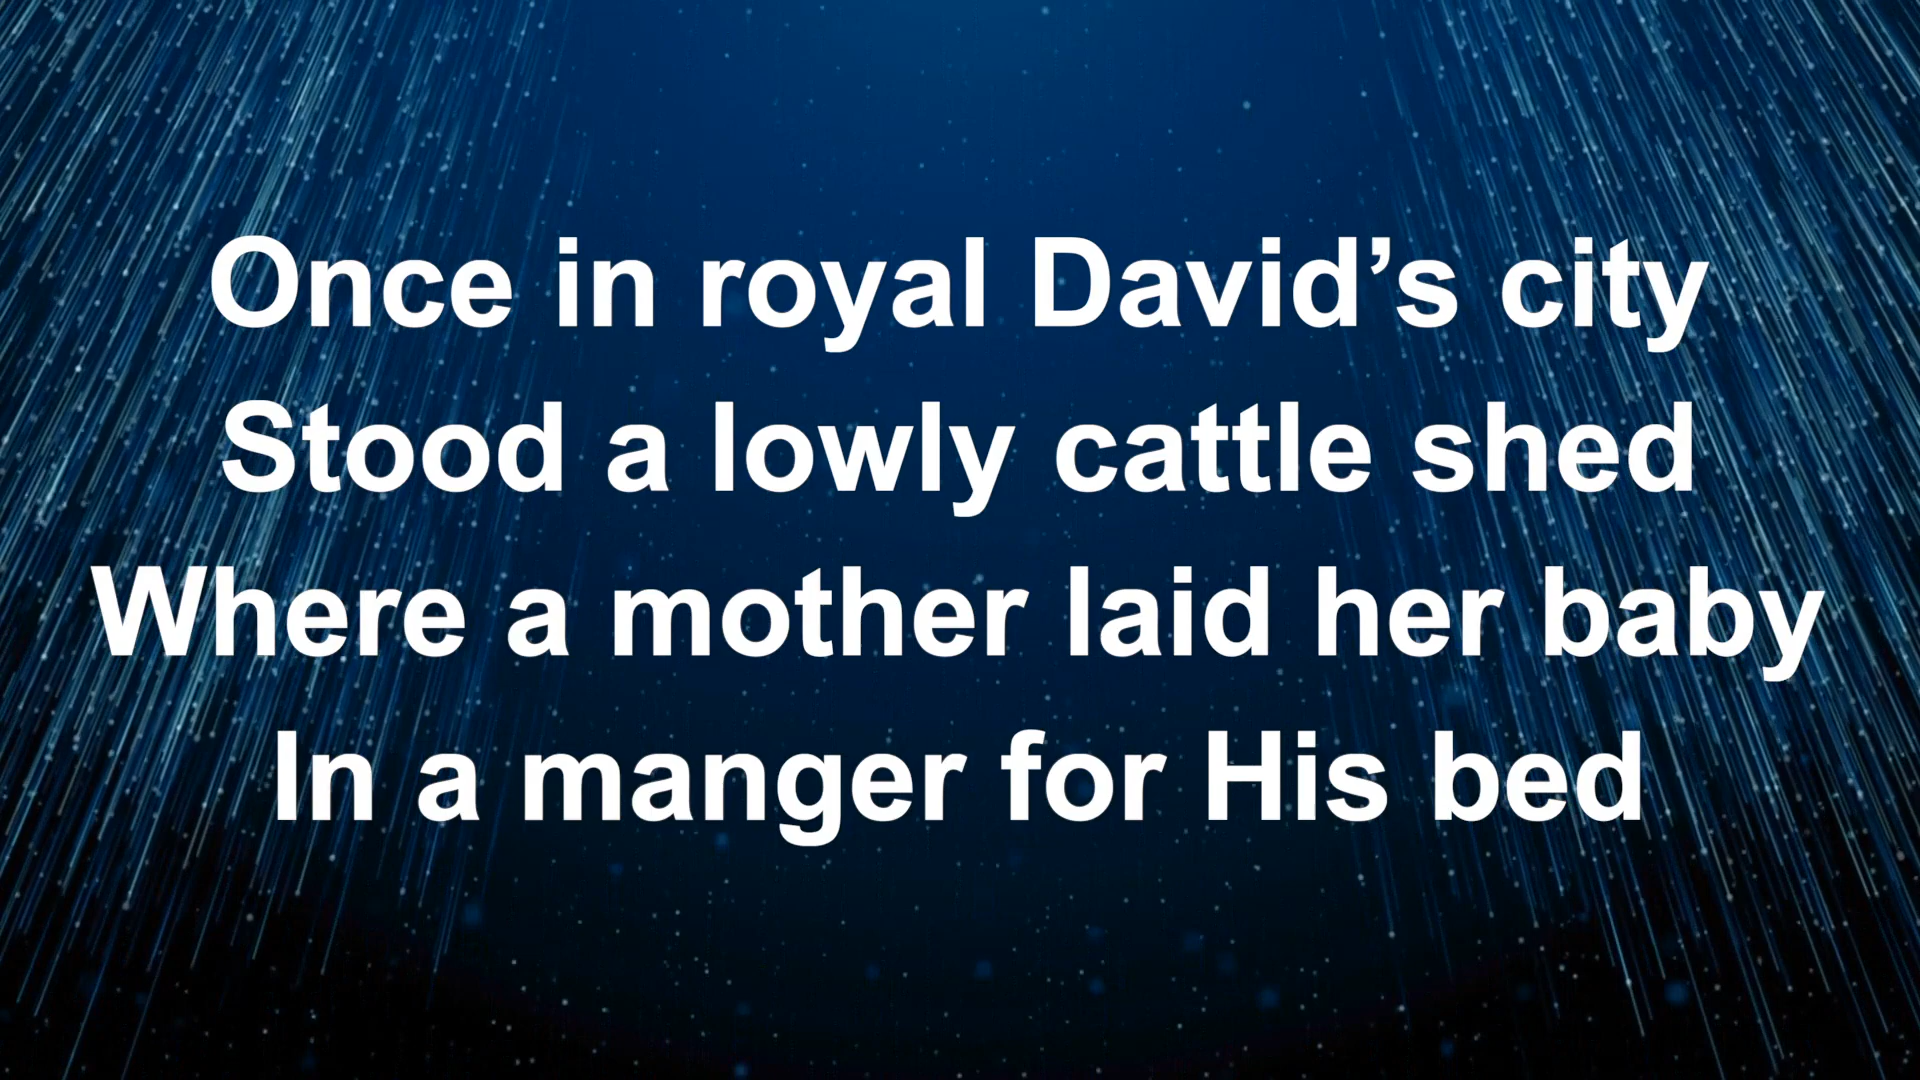 Once in royal David’s city
Stood a lowly cattle shed
Where a mother laid her baby
In a manger for His bed